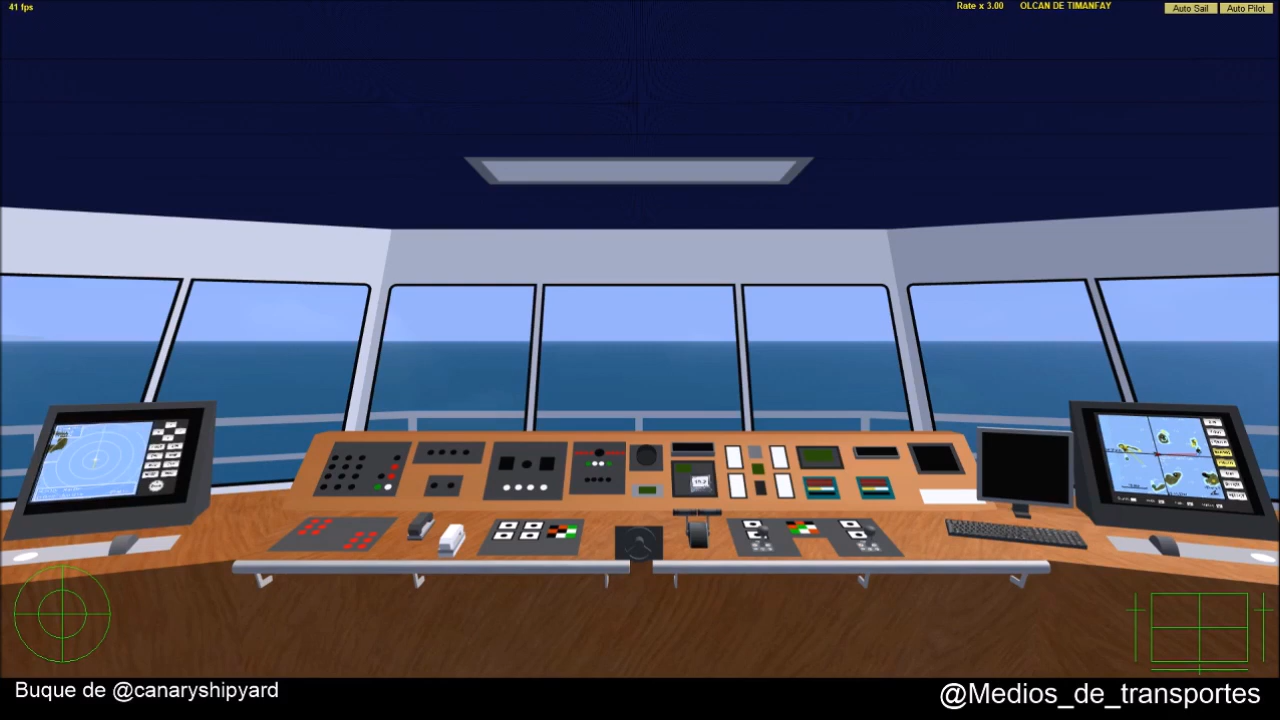 41 fps
Rate x 3.00 OLCAN DE TIMANFAY
Auto Sail Auto Pilot
Buque de @canaryshipyard
@Medios_de_transportes